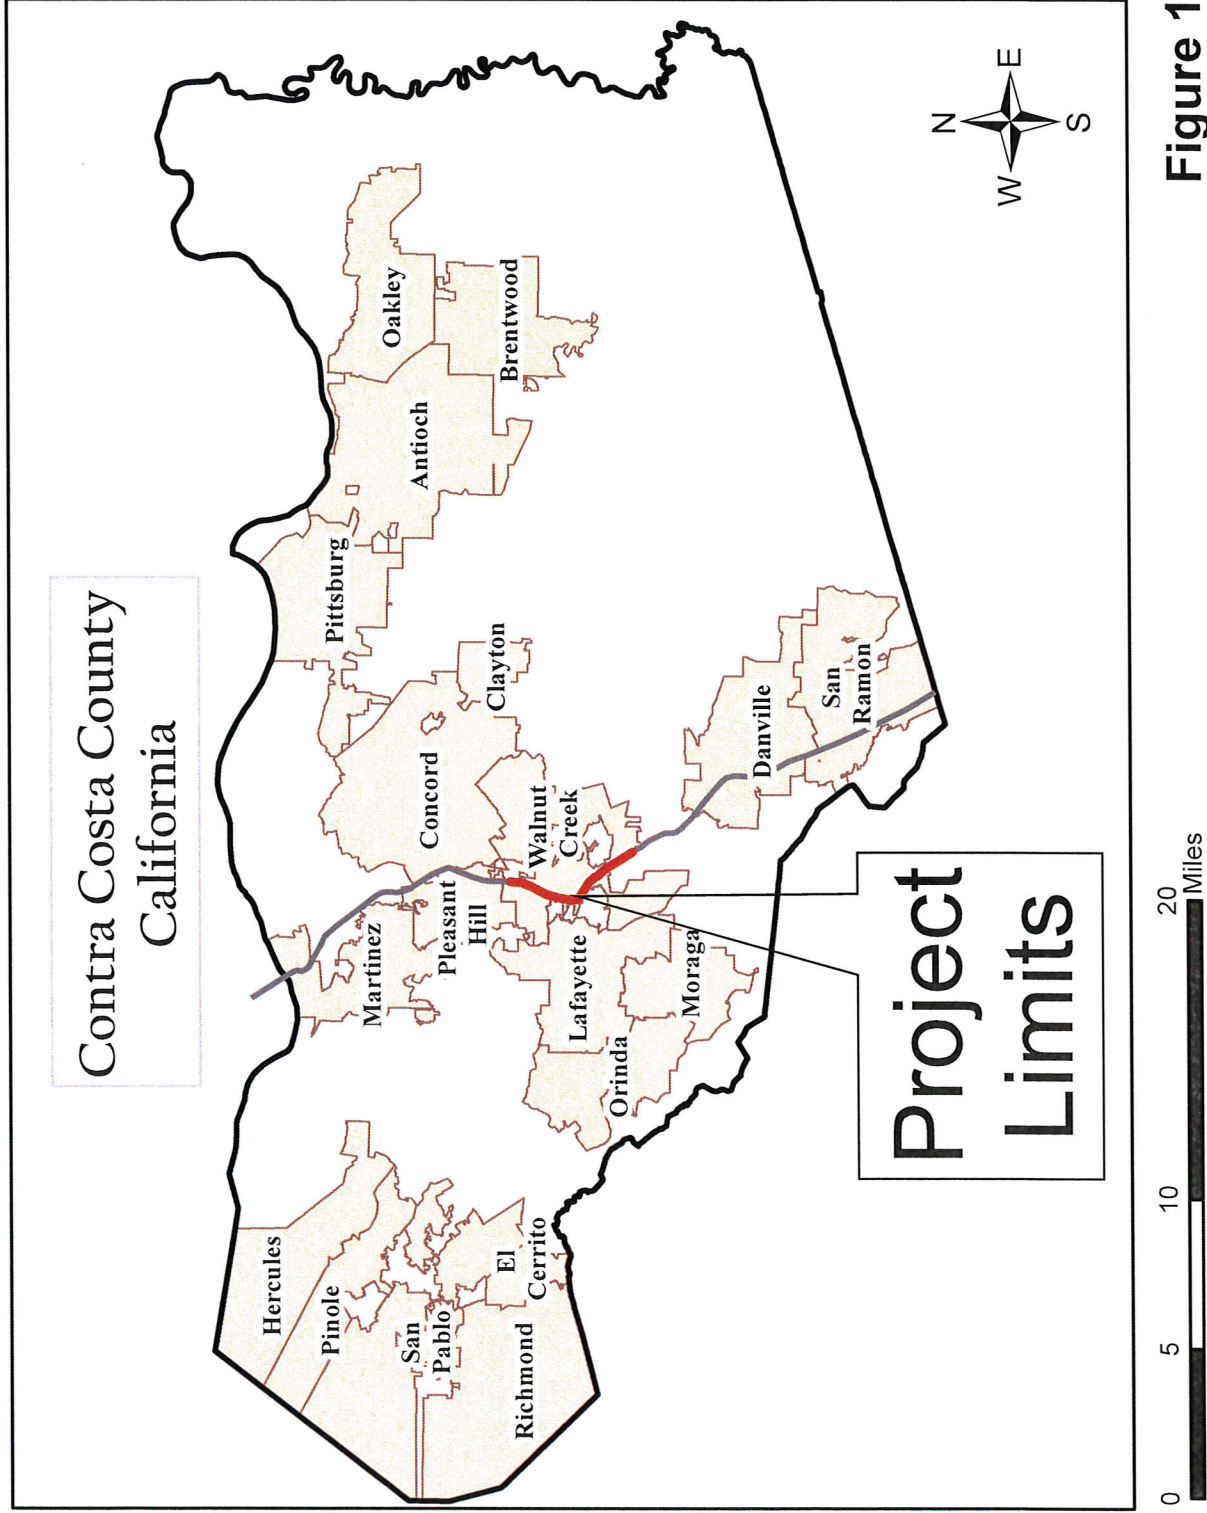 Contra Costa County
California
Hercules
Pinole
San
Pablo
El
Cerrito
Richmond
Martinez
Pleasant
Hill
Concord
Clayton
Pittsburg
Antioch
Oakley
Brentwood
Walnut
Creek
Lafayette
Orinda
Moraga
Danville
San
Ramon
Project
Limits
N
W
E
S
0
5
10
20
Miles
Figure 1